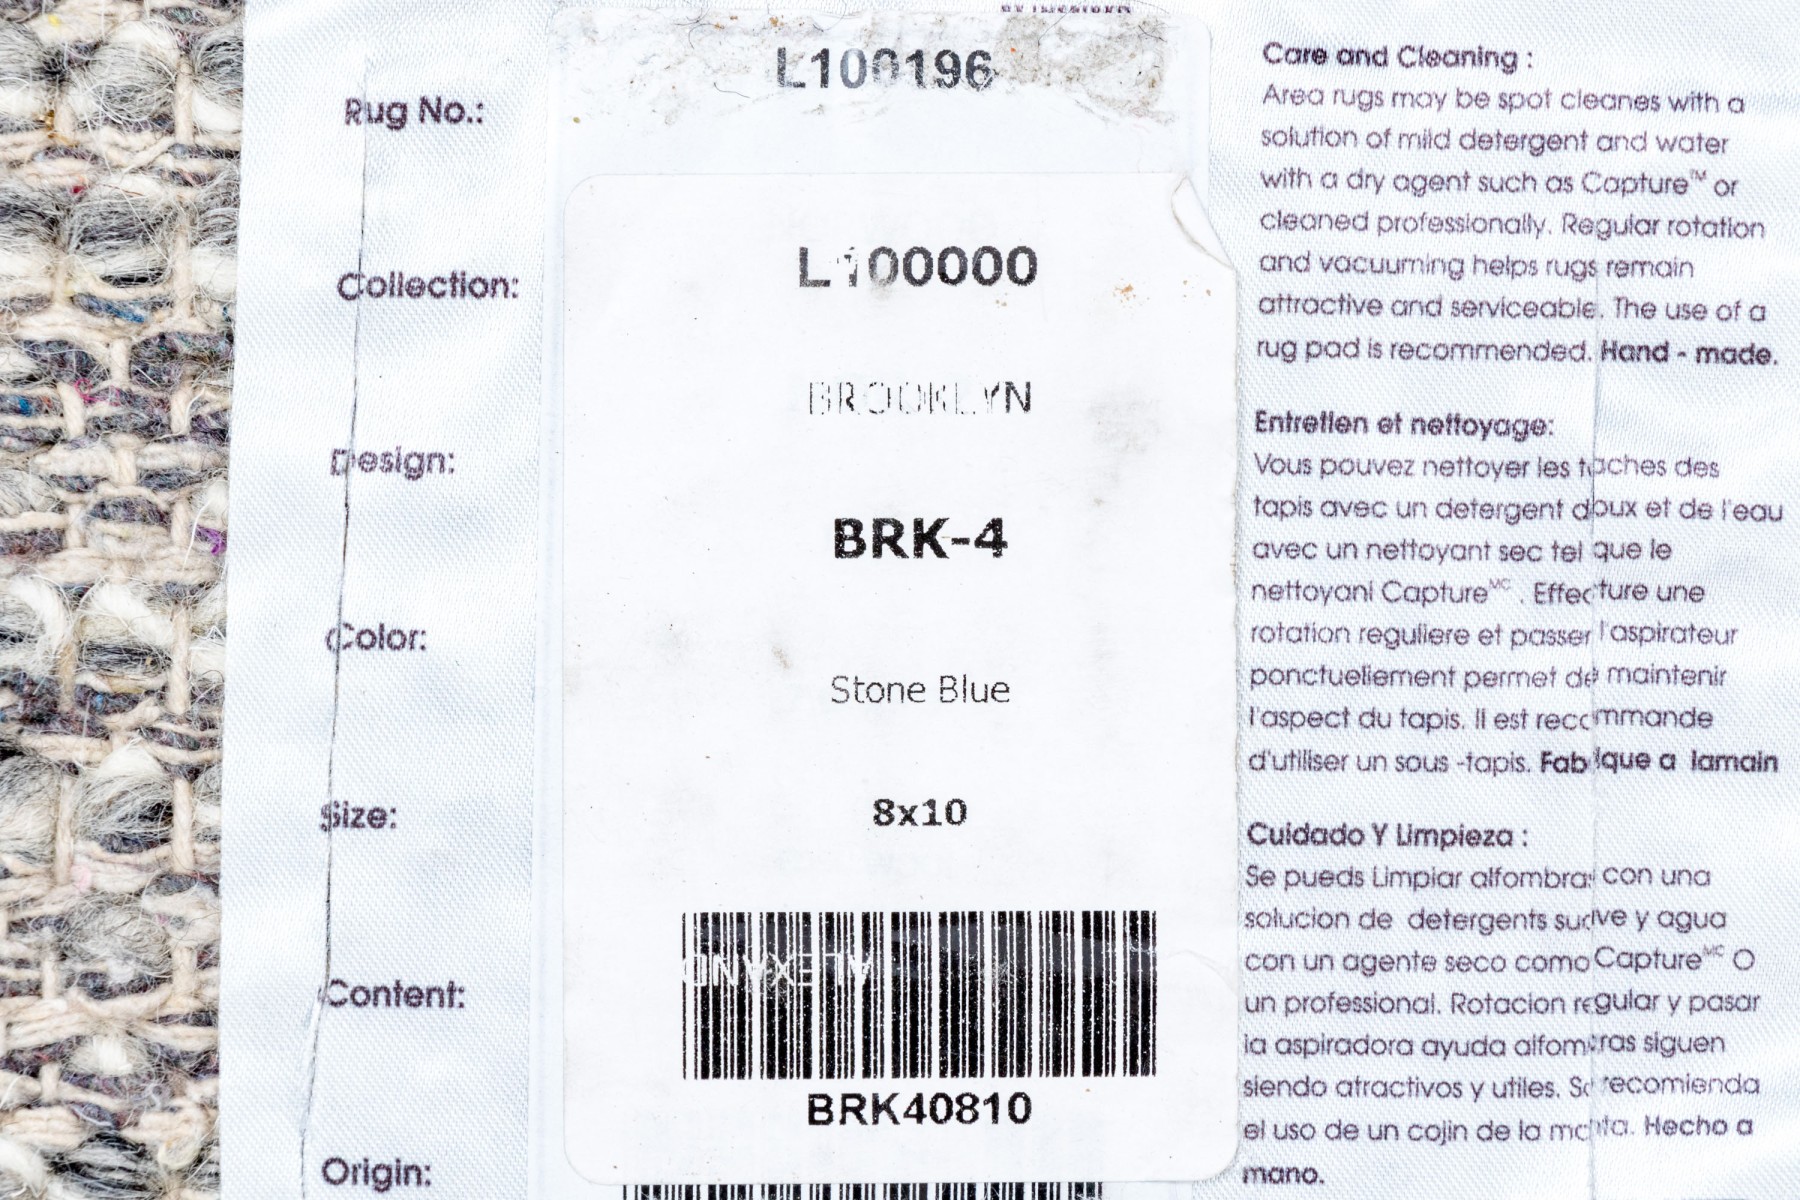 L100196
Rug No.:
L100000
Collection:
BROOKLYN
Design:
BRK-4
Color:
Stone Blue
Size:
8x10
Content:
BRK40810
Origin:
Care and Cleaning :
Area rugs may be spot cleanes with a
solution of mild detergent and water
with a dry agent such as Capture™ or
cleaned professionally. Regular rotation
and vacuuming helps rugs remain
attractive and serviceable. The use of a
rug pad is recommended. Hand - made.
Entretien et nettoyage:
Vous pouvez nettoyer les taches des
tapis avec un detergent doux et de l'eau
avec un nettoyant sec tel que le
nettoyani Capture MC . Effecture une
rotation reguliere et passer l'aspirateur
ponctueliement permet de maintenir
l'aspect du tapis. Il est recommande
d'utiliser un sous -tapis. Fabrique a lamain
Cuidado Y Limpieza :
Se pueds Limpiar alfombras con una
solucion de detergents suave y agua
con un agente seco como Capture MC O
un professional. Rotacion regular y pasar
la aspiradora ayuda alfombras siguen
siendo atractivos y utiles. Se recomienda
el uso de un cojin de la manta. Hecho a
mano.